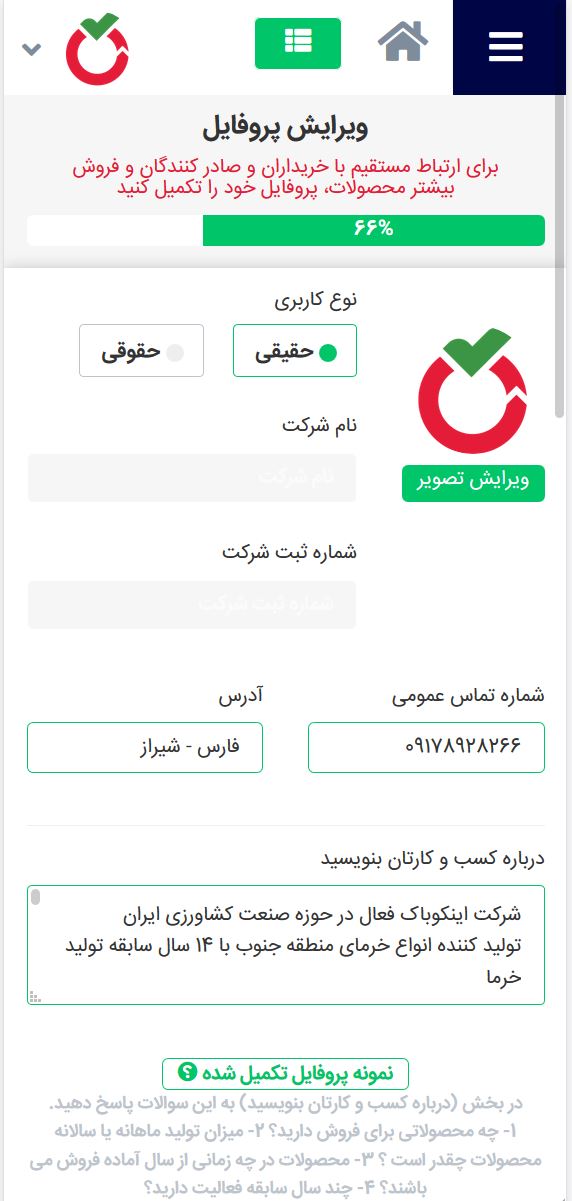 ویرایش پروفایل
برای ارتباط مستقیم با خریداران و صادر کنندگان و فروش
بیشتر محصولات، پروفایل خود را تکمیل کنید
۶۶%
نوع کاربری
حقیقی
حقوقی
نام شرکت
نام شرکت
ویرایش تصویر
شماره ثبت شرکت
شماره ثبت شرکت
شماره تماس عمومی
آدرس
۰۹۱۷۸۹۲۸۲۶۶
فارس - شیراز
درباره کسب و کارتان بنویسید
شرکت اینکوباک فعال در حوزه صنعت کشاورزی ایران
تولید کننده انواع خرمای منطقه جنوب با ۱۴ سال سابقه تولید
خرما
نمونه پروفایل تکمیل شده ?
در بخش (درباره کسب و کارتان بنویسید) به این سوالات پاسخ دهید.
۱- چه محصولاتی برای فروش دارید؟ ۲- میزان تولید ماهانه یا سالانه
محصولات چقدر است ؟ ۳- محصولات در چه زمانی از سال آماده فروش می
باشند؟ ۴- چند سال سابقه فعالیت دارید؟